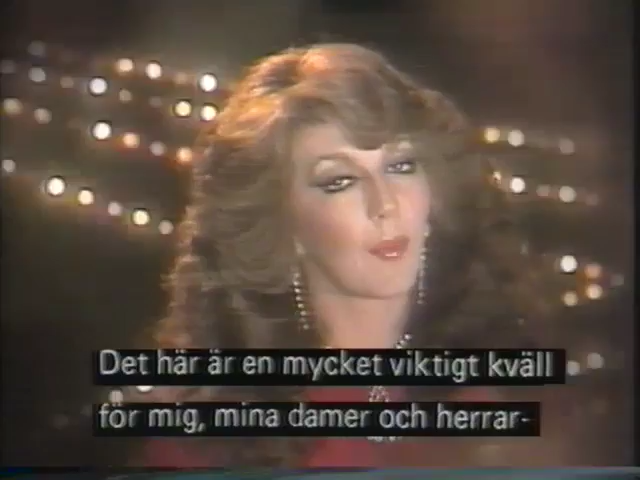 Det här är en mycket viktigt kväll
för mig, mina damer och herrar-